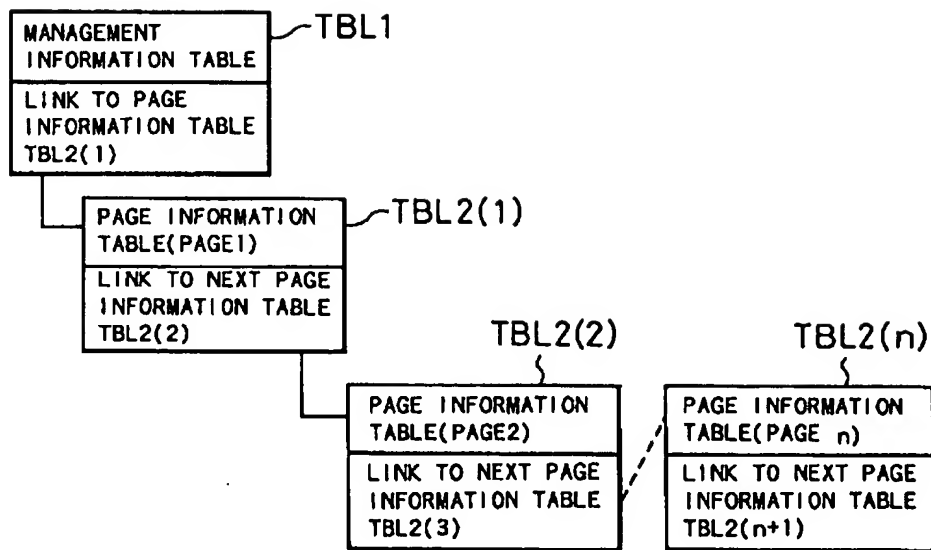 MANAGEMENT
INFORMATION TABLE
LINK TO PAGE
INFORMATION TABLE
TBL2(1)
TBL1
PAGE INFORMATION
TABLE(PAGE1)
LINK TO NEXT PAGE
INFORMATION TABLE
TBL2(2)
TBL2(1)
TBL2(2)
PAGE INFORMATION
TABLE(PAGE2)
LINK TO NEXT PAGE
INFORMATION TABLE
TBL2(3)
TBL2(n)
PAGE INFORMATION
TABLE(PAGE n)
LINK TO NEXT PAGE
INFORMATION TABLE
TBL2(n+1)